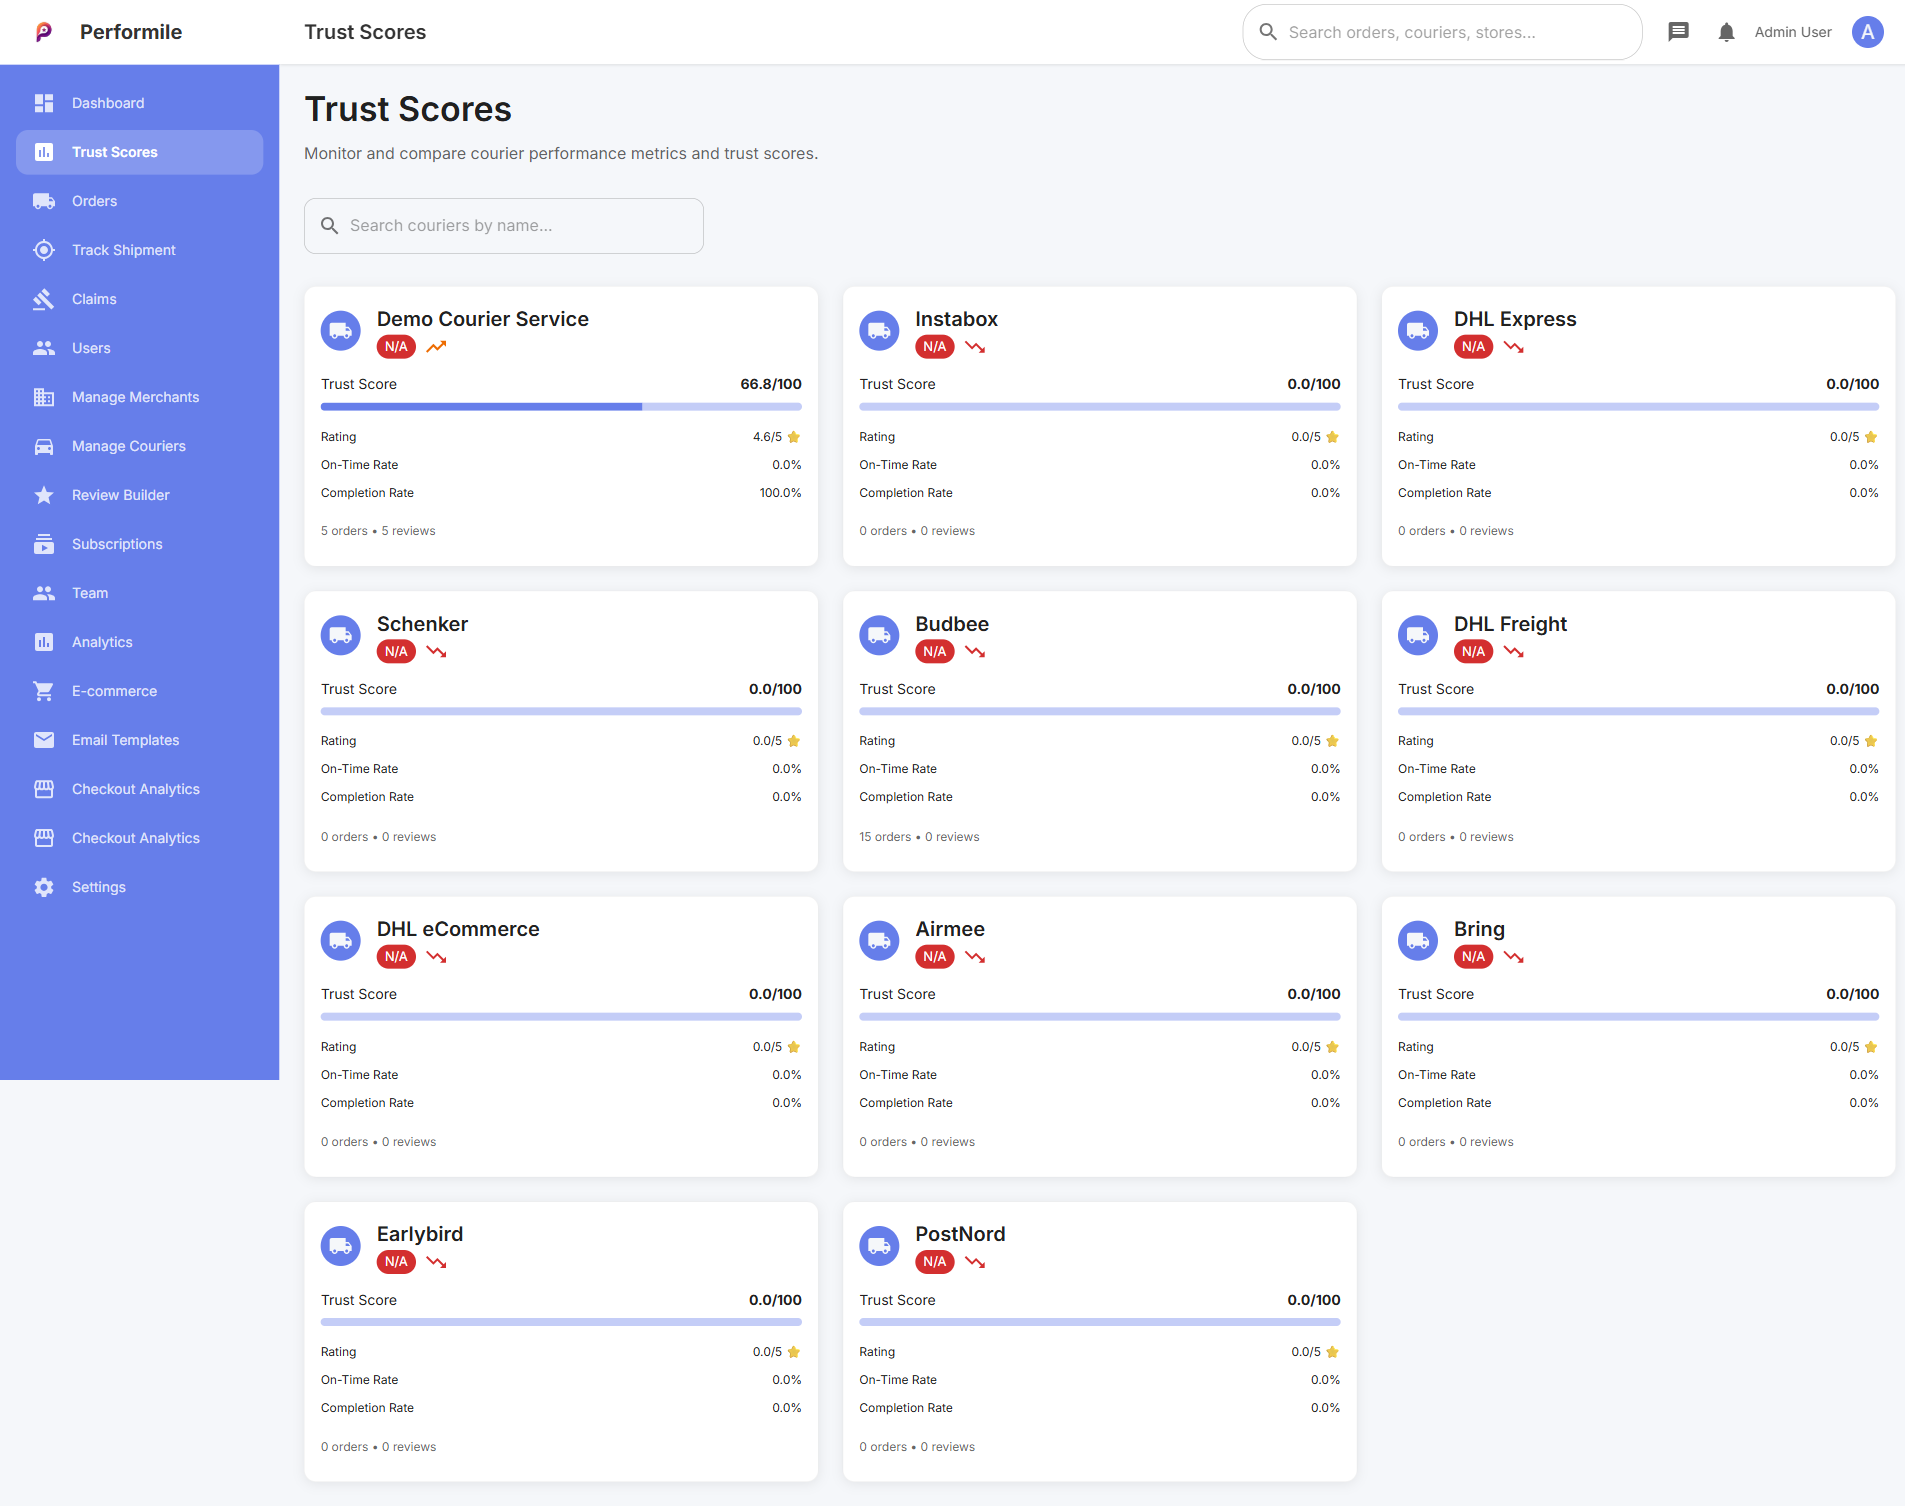 Performile
Trust Scores
Search orders, couriers, stores...
Admin User
A
Dashboard
Trust Scores
Orders
Track Shipment
Claims
Users
Manage Merchants
Manage Couriers
Review Builder
Subscriptions
Team
Analytics
E-commerce
Email Templates
Checkout Analytics
Checkout Analytics
Settings
Trust Scores
Monitor and compare courier performance metrics and trust scores.
Search couriers by name...
Demo Courier Service
N/A
Trust Score 66.8/100
Rating 4.6/5
On-Time Rate 0.0%
Completion Rate 100.0%
5 orders • 5 reviews
Instabox
N/A
Trust Score 0.0/100
Rating 0.0/5
On-Time Rate 0.0%
Completion Rate 0.0%
0 orders • 0 reviews
DHL Express
N/A
Trust Score 0.0/100
Rating 0.0/5
On-Time Rate 0.0%
Completion Rate 0.0%
0 orders • 0 reviews
Schenker
N/A
Trust Score 0.0/100
Rating 0.0/5
On-Time Rate 0.0%
Completion Rate 0.0%
0 orders • 0 reviews
Budbee
N/A
Trust Score 0.0/100
Rating 0.0/5
On-Time Rate 0.0%
Completion Rate 0.0%
15 orders • 0 reviews
DHL Freight
N/A
Trust Score 0.0/100
Rating 0.0/5
On-Time Rate 0.0%
Completion Rate 0.0%
0 orders • 0 reviews
DHL eCommerce
N/A
Trust Score 0.0/100
Rating 0.0/5
On-Time Rate 0.0%
Completion Rate 0.0%
0 orders • 0 reviews
Airmee
N/A
Trust Score 0.0/100
Rating 0.0/5
On-Time Rate 0.0%
Completion Rate 0.0%
0 orders • 0 reviews
Bring
N/A
Trust Score 0.0/100
Rating 0.0/5
On-Time Rate 0.0%
Completion Rate 0.0%
0 orders • 0 reviews
Earlybird
N/A
Trust Score 0.0/100
Rating 0.0/5
On-Time Rate 0.0%
Completion Rate 0.0%
0 orders • 0 reviews
PostNord
N/A
Trust Score 0.0/100
Rating 0.0/5
On-Time Rate 0.0%
Completion Rate 0.0%
0 orders • 0 reviews